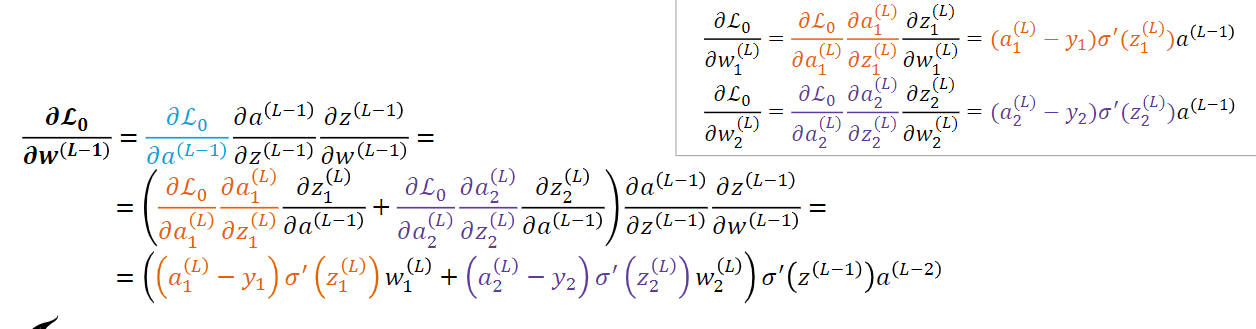 ∂ℒ₀/∂w₁⁽ᴸ⁾ = ∂ℒ₀/∂a₁⁽ᴸ⁾ ∂a₁⁽ᴸ⁾/∂z₁⁽ᴸ⁾ ∂z₁⁽ᴸ⁾/∂w₁⁽ᴸ⁾ = (a₁⁽ᴸ⁾ − y₁)σ′(z₁⁽ᴸ⁾)a⁽ᴸ⁻¹⁾
∂ℒ₀/∂w₂⁽ᴸ⁾ = ∂ℒ₀/∂a₂⁽ᴸ⁾ ∂a₂⁽ᴸ⁾/∂z₂⁽ᴸ⁾ ∂z₂⁽ᴸ⁾/∂w₂⁽ᴸ⁾ = (a₂⁽ᴸ⁾ − y₂)σ′(z₂⁽ᴸ⁾)a⁽ᴸ⁻¹⁾
∂ℒ₀/∂w⁽ᴸ⁻¹⁾ = ∂ℒ₀/∂a⁽ᴸ⁻¹⁾ ∂a⁽ᴸ⁻¹⁾/∂z⁽ᴸ⁻¹⁾ ∂z⁽ᴸ⁻¹⁾/∂w⁽ᴸ⁻¹⁾ =
= (∂ℒ₀/∂a₁⁽ᴸ⁾ ∂a₁⁽ᴸ⁾/∂z₁⁽ᴸ⁾ ∂z₁⁽ᴸ⁾/∂a⁽ᴸ⁻¹⁾ + ∂ℒ₀/∂a₂⁽ᴸ⁾ ∂a₂⁽ᴸ⁾/∂z₂⁽ᴸ⁾ ∂z₂⁽ᴸ⁾/∂a⁽ᴸ⁻¹⁾) ∂a⁽ᴸ⁻¹⁾/∂z⁽ᴸ⁻¹⁾ ∂z⁽ᴸ⁻¹⁾/∂w⁽ᴸ⁻¹⁾ =
= ((a₁⁽ᴸ⁾ − y₁) σ′(z₁⁽ᴸ⁾) w₁⁽ᴸ⁾ + (a₂⁽ᴸ⁾ − y₂) σ′(z₂⁽ᴸ⁾) w₂⁽ᴸ⁾) σ′(z⁽ᴸ⁻¹⁾)a⁽ᴸ⁻²⁾